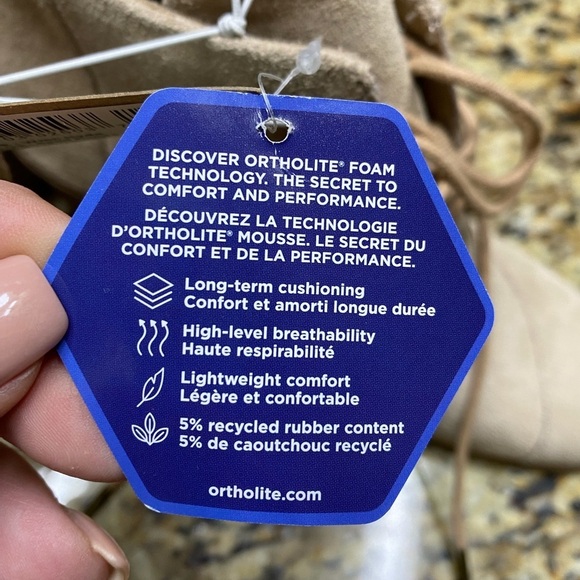 DISCOVER ORTHOLITE® FOAM
TECHNOLOGY. THE SECRET TO
COMFORT AND PERFORMANCE.
DÉCOUVREZ LA TECHNOLOGIE
D'ORTHOLITE® MOUSSE. LE SECRET DU
CONFORT ET DE LA PERFORMANCE.
Long-term cushioning
Confort et amorti longue durée
High-level breathability
Haute respirabilité
Lightweight comfort
Légère et confortable
5% recycled rubber content
5% de caoutchouc recyclé
ortholite.com